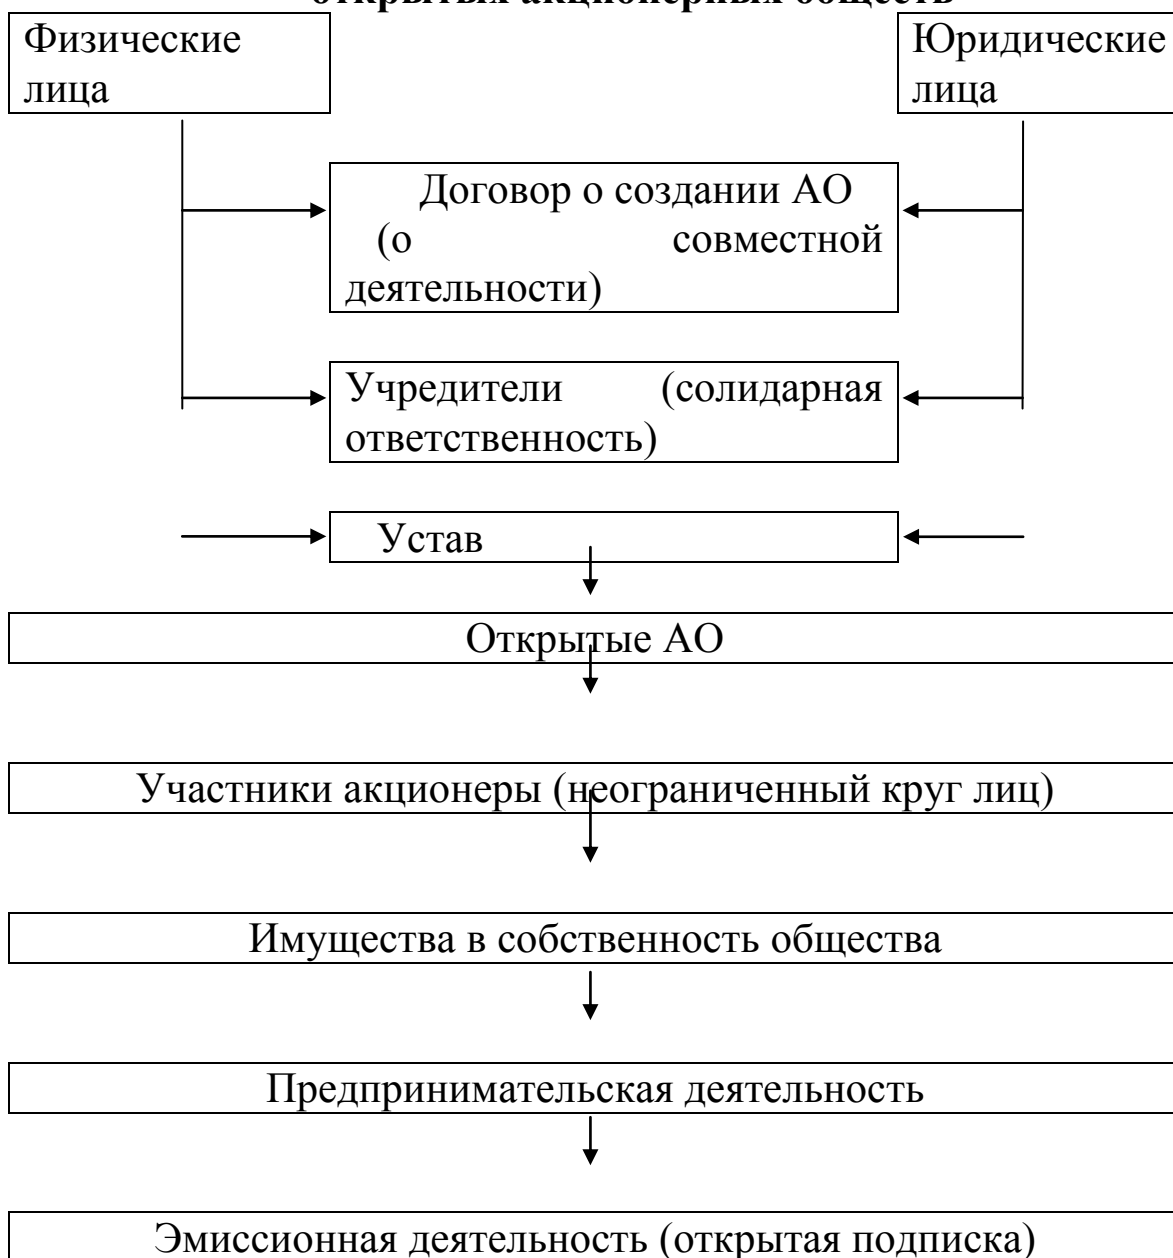 открытых акционерных обществ
Физические
лица
Юридические
лица
Договор о создании АО
(о совместной
деятельности)
Учредители (солидарная
ответственность)
Устав
Открытые АО
Участники акционеры (неограниченный круг лиц)
Имущества в собственность общества
Предпринимательская деятельность
Эмиссионная деятельность (открытая подписка)